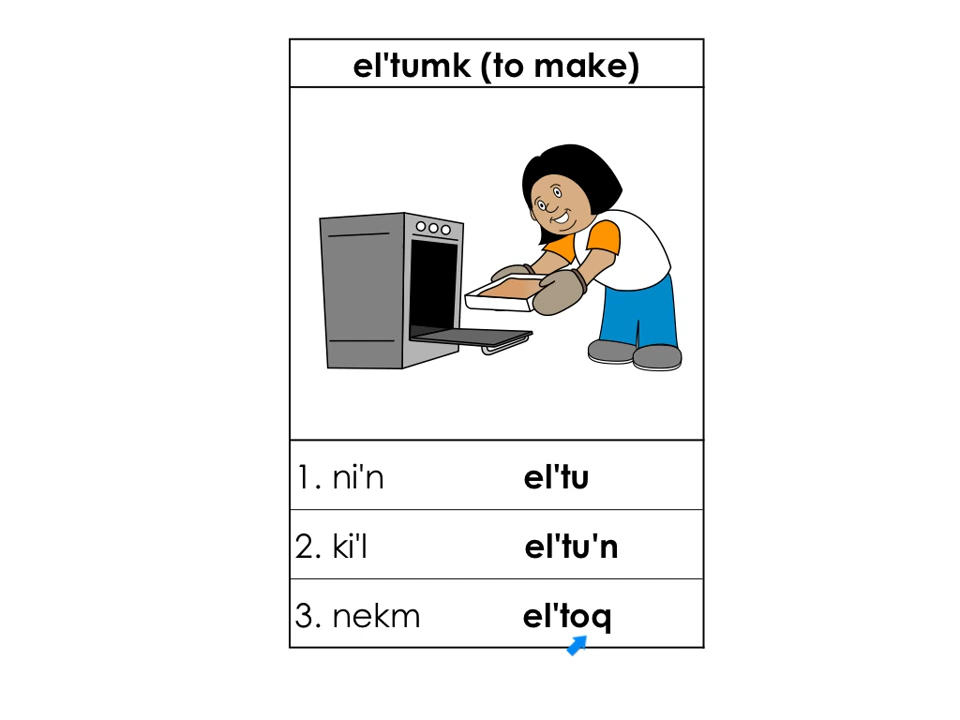 el'tumk (to make)
1. ni'n el'tu
2. ki'l el'tu'n
3. nekm el'toq